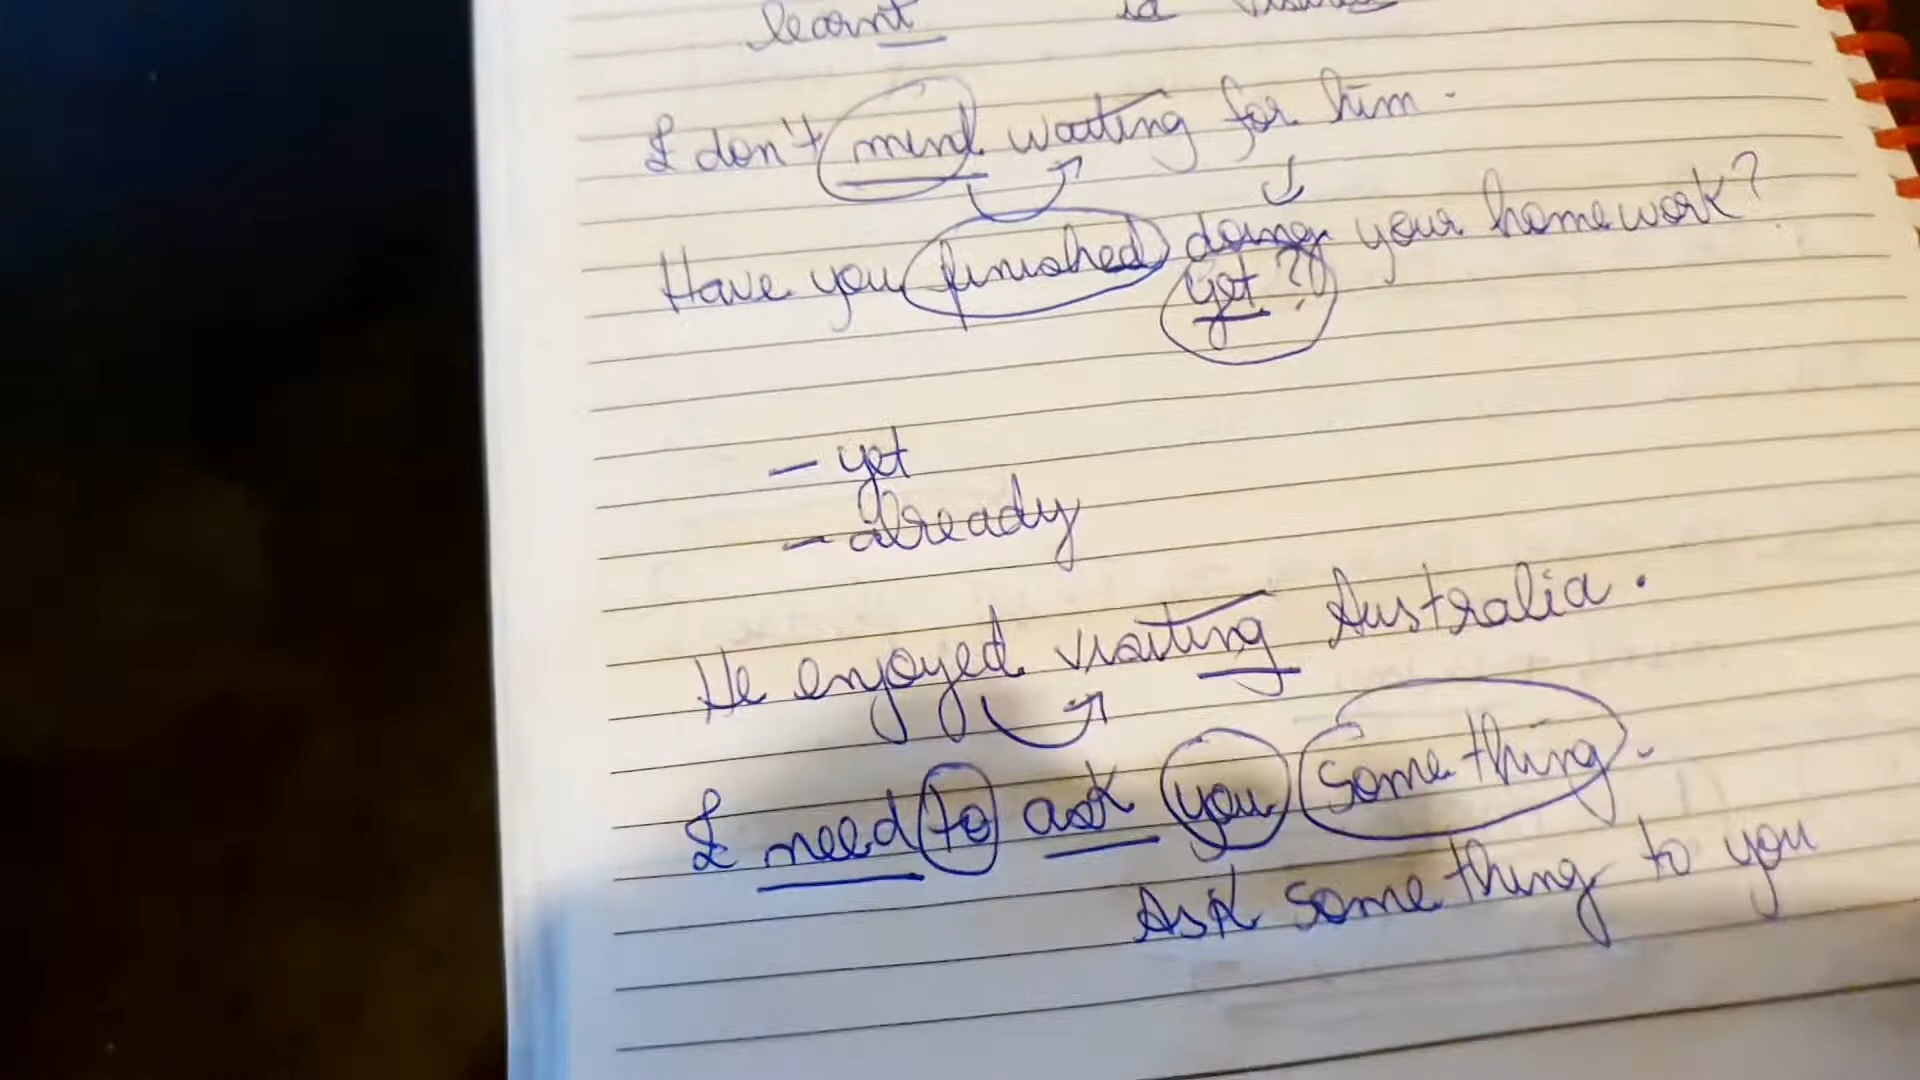 learnt
I don't mind waiting for him.
Have you finished doing your homework?
yet?
- yet
- already
He enjoyed visiting Australia.
I need to ask you something.
Ask something to you